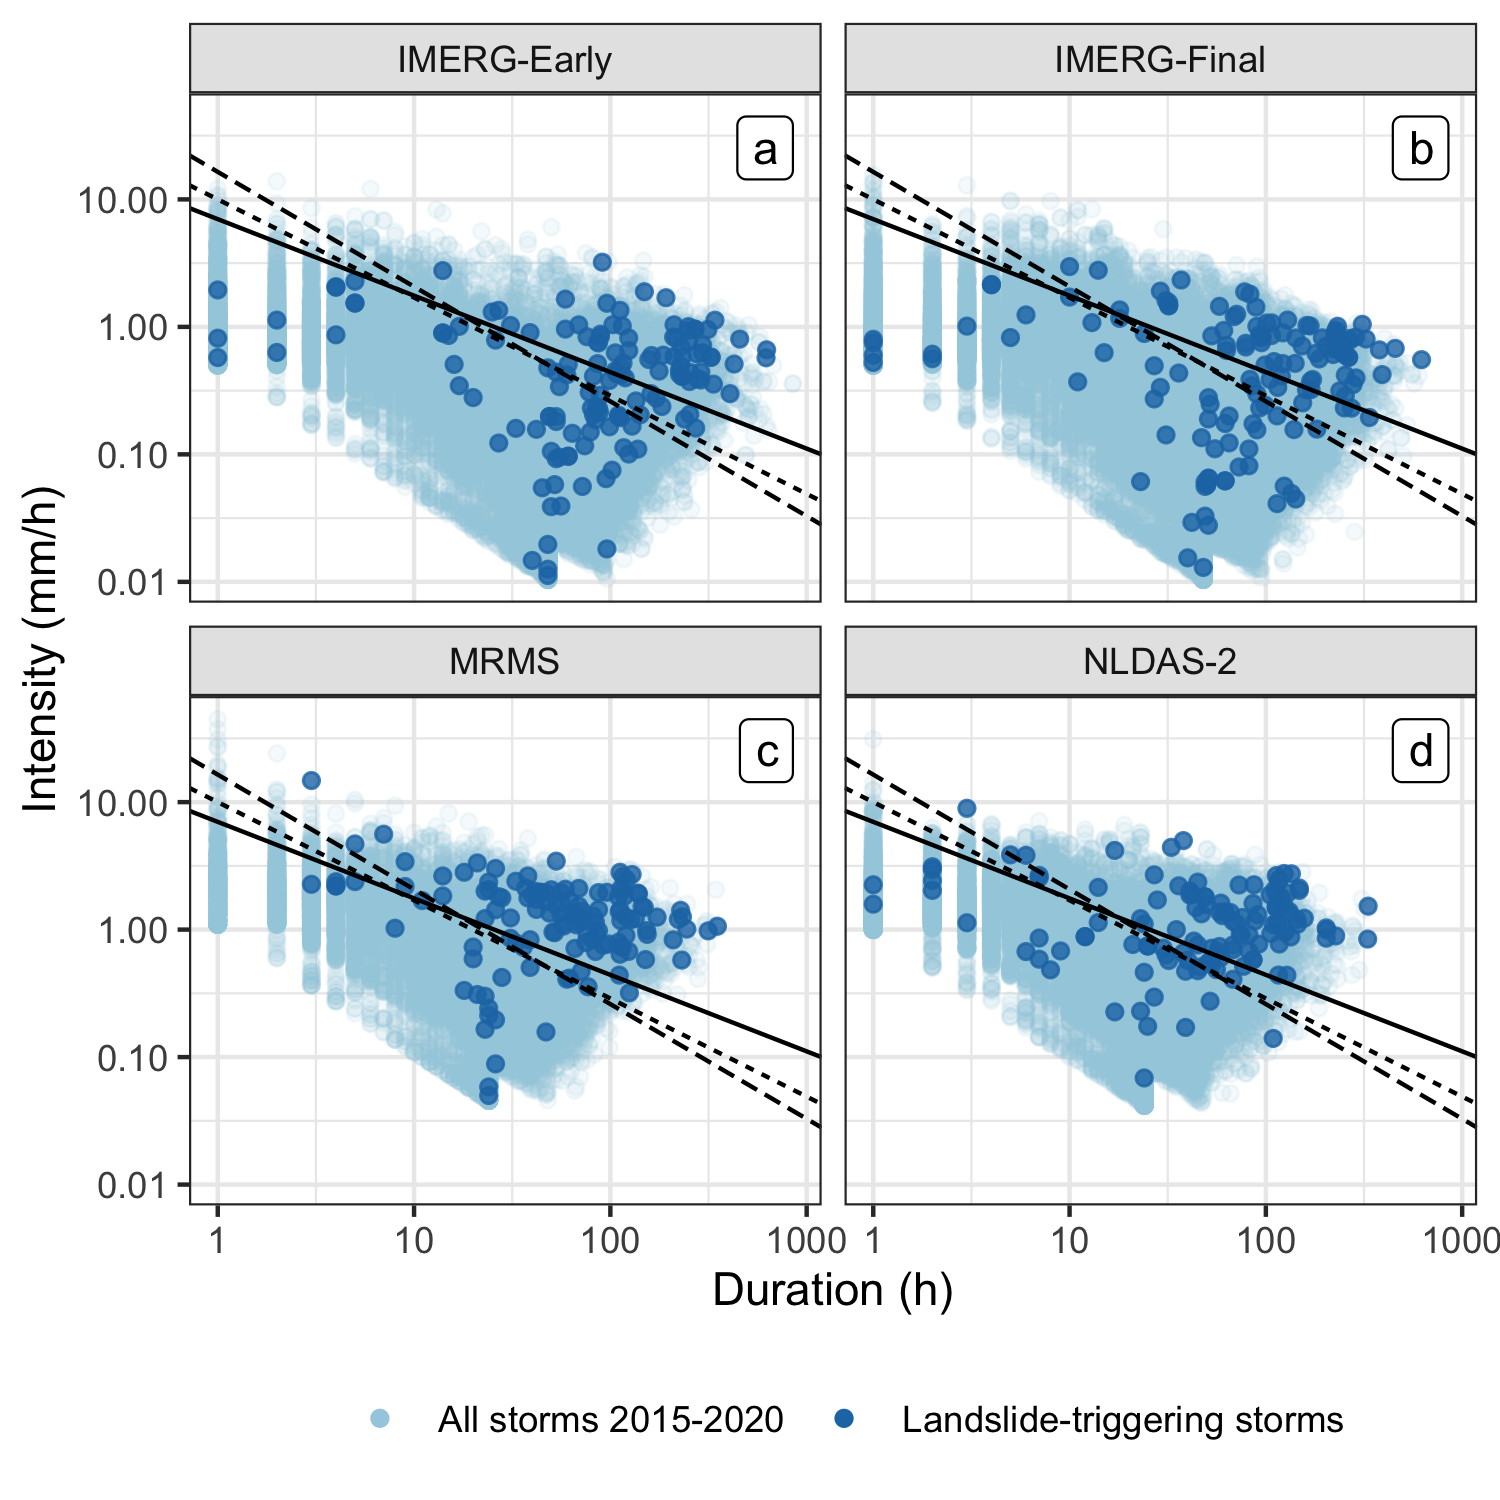 IMERG-Early
IMERG-Final
a
b
10.00
1.00
0.10
0.01
Intensity (mm/h)
MRMS
NLDAS-2
c
d
10.00
1.00
0.10
0.01
1 10 100 1000
1 10 100 1000
Duration (h)
All storms 2015-2020
Landslide-triggering storms